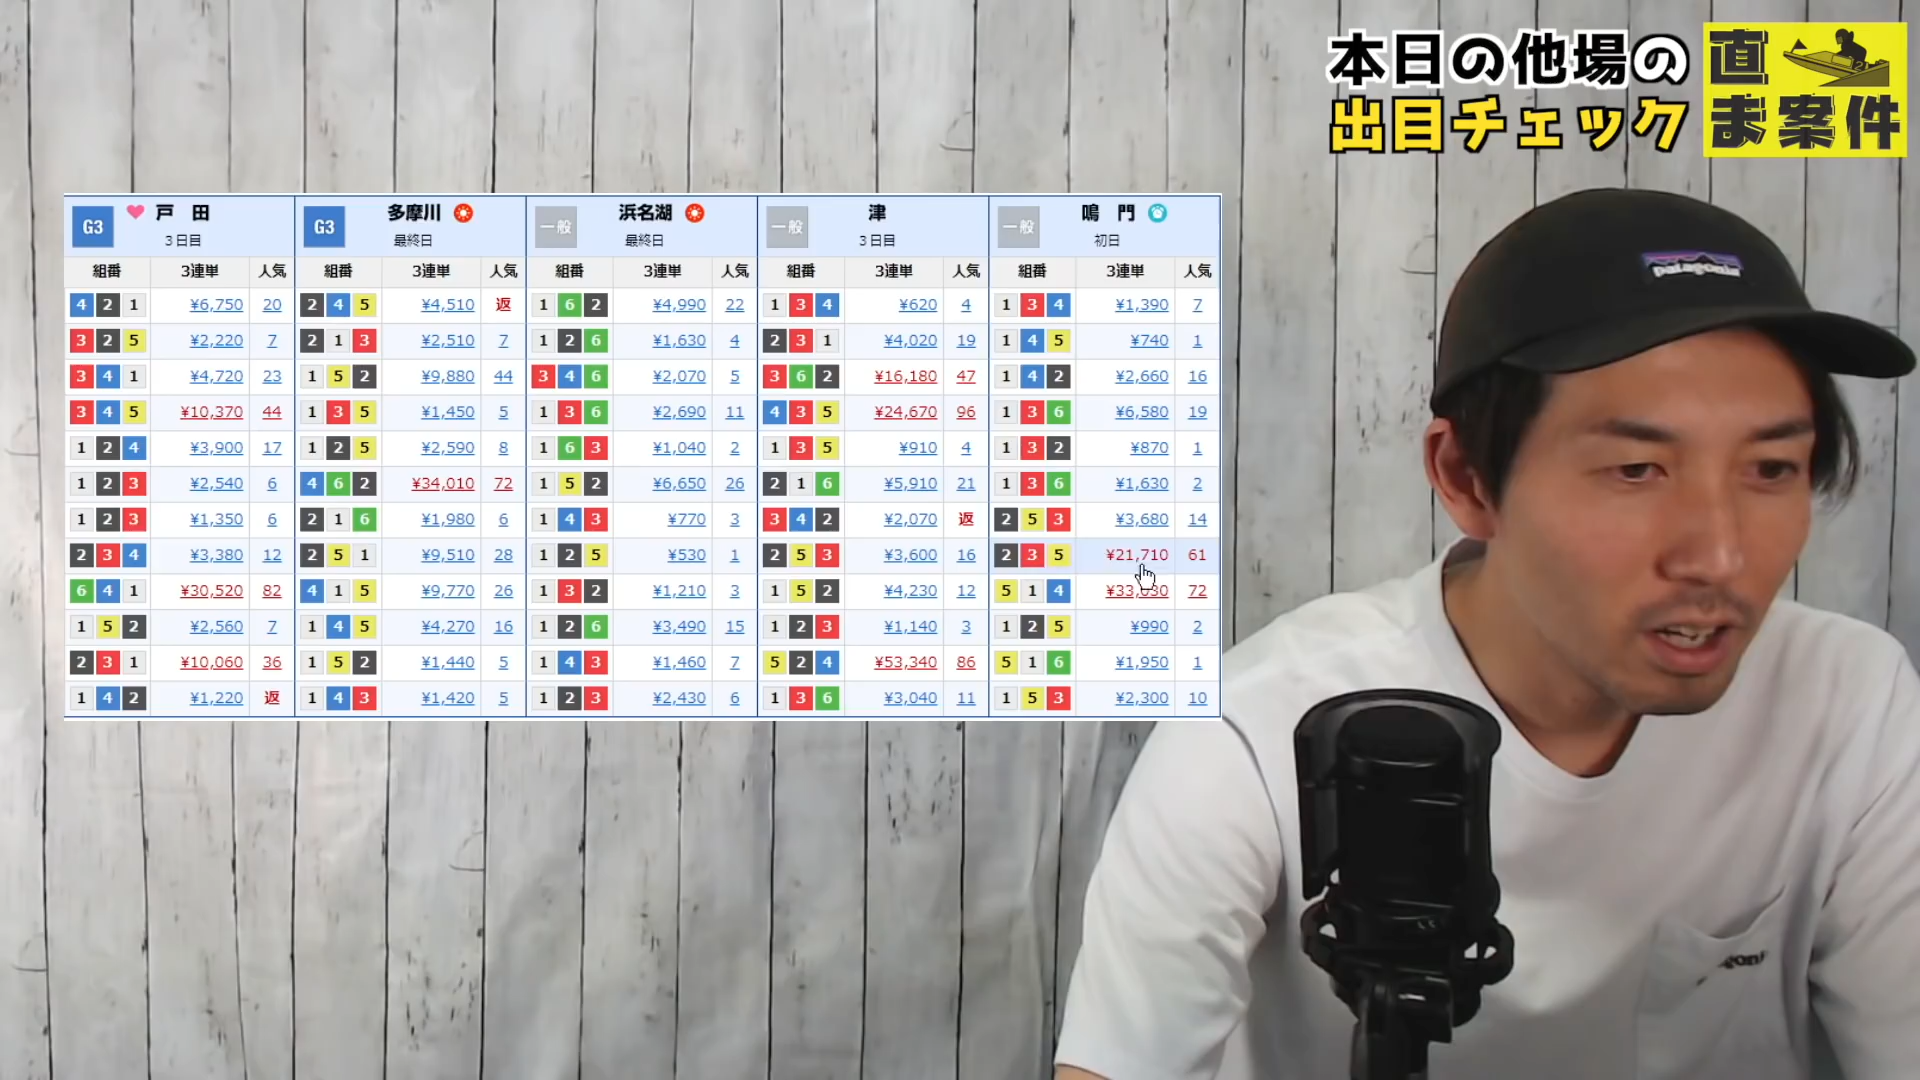 本日の他場の
出目チェック
直
ま案件
patagonia
G3 戸 田 3日目
G3 多摩川 最終日
一般 浜名湖 最終日
一般 津 3日目
一般 鳴 門 初日
組番 3連単 人気 組番 3連単 人気 組番 3連単 人気 組番 3連単 人気 組番 3連単 人気
4 2 1 ¥6,750 20 2 4 5 ¥4,510 返 1 6 2 ¥4,990 22 1 3 4 ¥620 4 1 3 4 ¥1,390 7
3 2 5 ¥2,220 7 2 1 3 ¥2,510 7 1 2 6 ¥1,630 4 2 3 1 ¥4,020 19 1 4 5 ¥740 1
3 4 1 ¥4,720 23 1 5 2 ¥9,880 44 3 4 6 ¥2,070 5 3 6 2 ¥16,180 47 1 4 2 ¥2,660 16
3 4 5 ¥10,370 44 1 3 5 ¥1,450 5 1 3 6 ¥2,690 11 4 3 5 ¥24,670 96 1 3 6 ¥6,580 19
1 2 4 ¥3,900 17 1 2 5 ¥2,590 8 1 6 3 ¥1,040 2 1 3 5 ¥910 4 1 3 2 ¥870 1
1 2 3 ¥2,540 6 4 6 2 ¥34,010 72 1 5 2 ¥6,650 26 2 1 6 ¥5,910 21 1 3 6 ¥1,630 2
1 2 3 ¥1,350 6 2 1 6 ¥1,980 6 1 4 3 ¥770 3 3 4 2 ¥2,070 返 2 5 3 ¥3,680 14
2 3 4 ¥3,380 12 2 5 1 ¥9,510 28 1 2 5 ¥530 1 2 5 3 ¥3,600 16 2 3 5 ¥21,710 61
6 4 1 ¥30,520 82 4 1 5 ¥9,770 26 1 3 2 ¥1,210 3 1 5 2 ¥4,230 12 5 1 4 72
1 5 2 ¥2,560 7 1 4 5 ¥4,270 16 1 2 6 ¥3,490 15 1 2 3 ¥1,140 3 1 2 5 ¥990 2
2 3 1 ¥10,060 36 1 5 2 ¥1,440 5 1 4 3 ¥1,460 7 5 2 4 ¥53,340 86 5 1 6 ¥1,950 1
1 4 2 ¥1,220 返 1 4 3 ¥1,420 5 1 2 3 ¥2,430 6 1 3 6 ¥3,040 11 1 5 3 ¥2,300 10